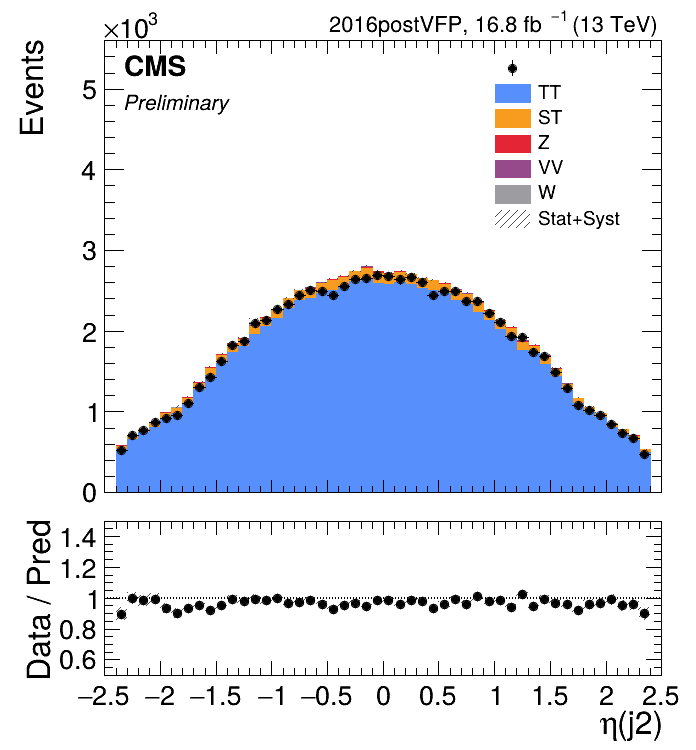 ×10³ 2016postVFP, 16.8 fb ⁻¹ (13 TeV)
CMS
Preliminary
Events
TT
ST
Z
VV
W
Stat+Syst
5
4
3
2
1
0
Data / Pred
1.4
1.2
1
0.8
0.6
−2.5 −2 −1.5 −1 −0.5 0 0.5 1 1.5 2 2.5
η(j2)